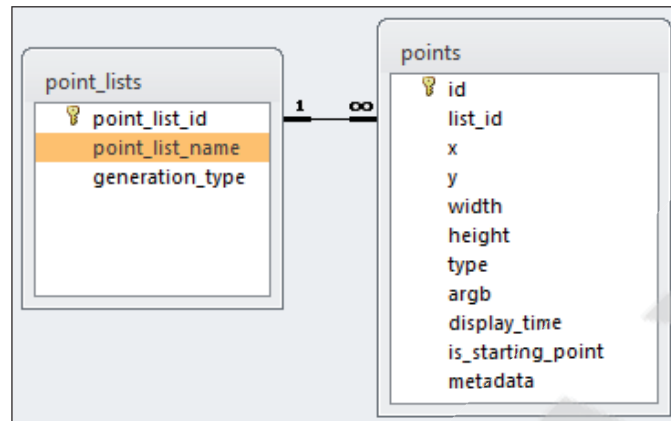 point_lists
point_list_id
point_list_name
generation_type
1 ∞
points
id
list_id
x
y
width
height
type
argb
display_time
is_starting_point
metadata